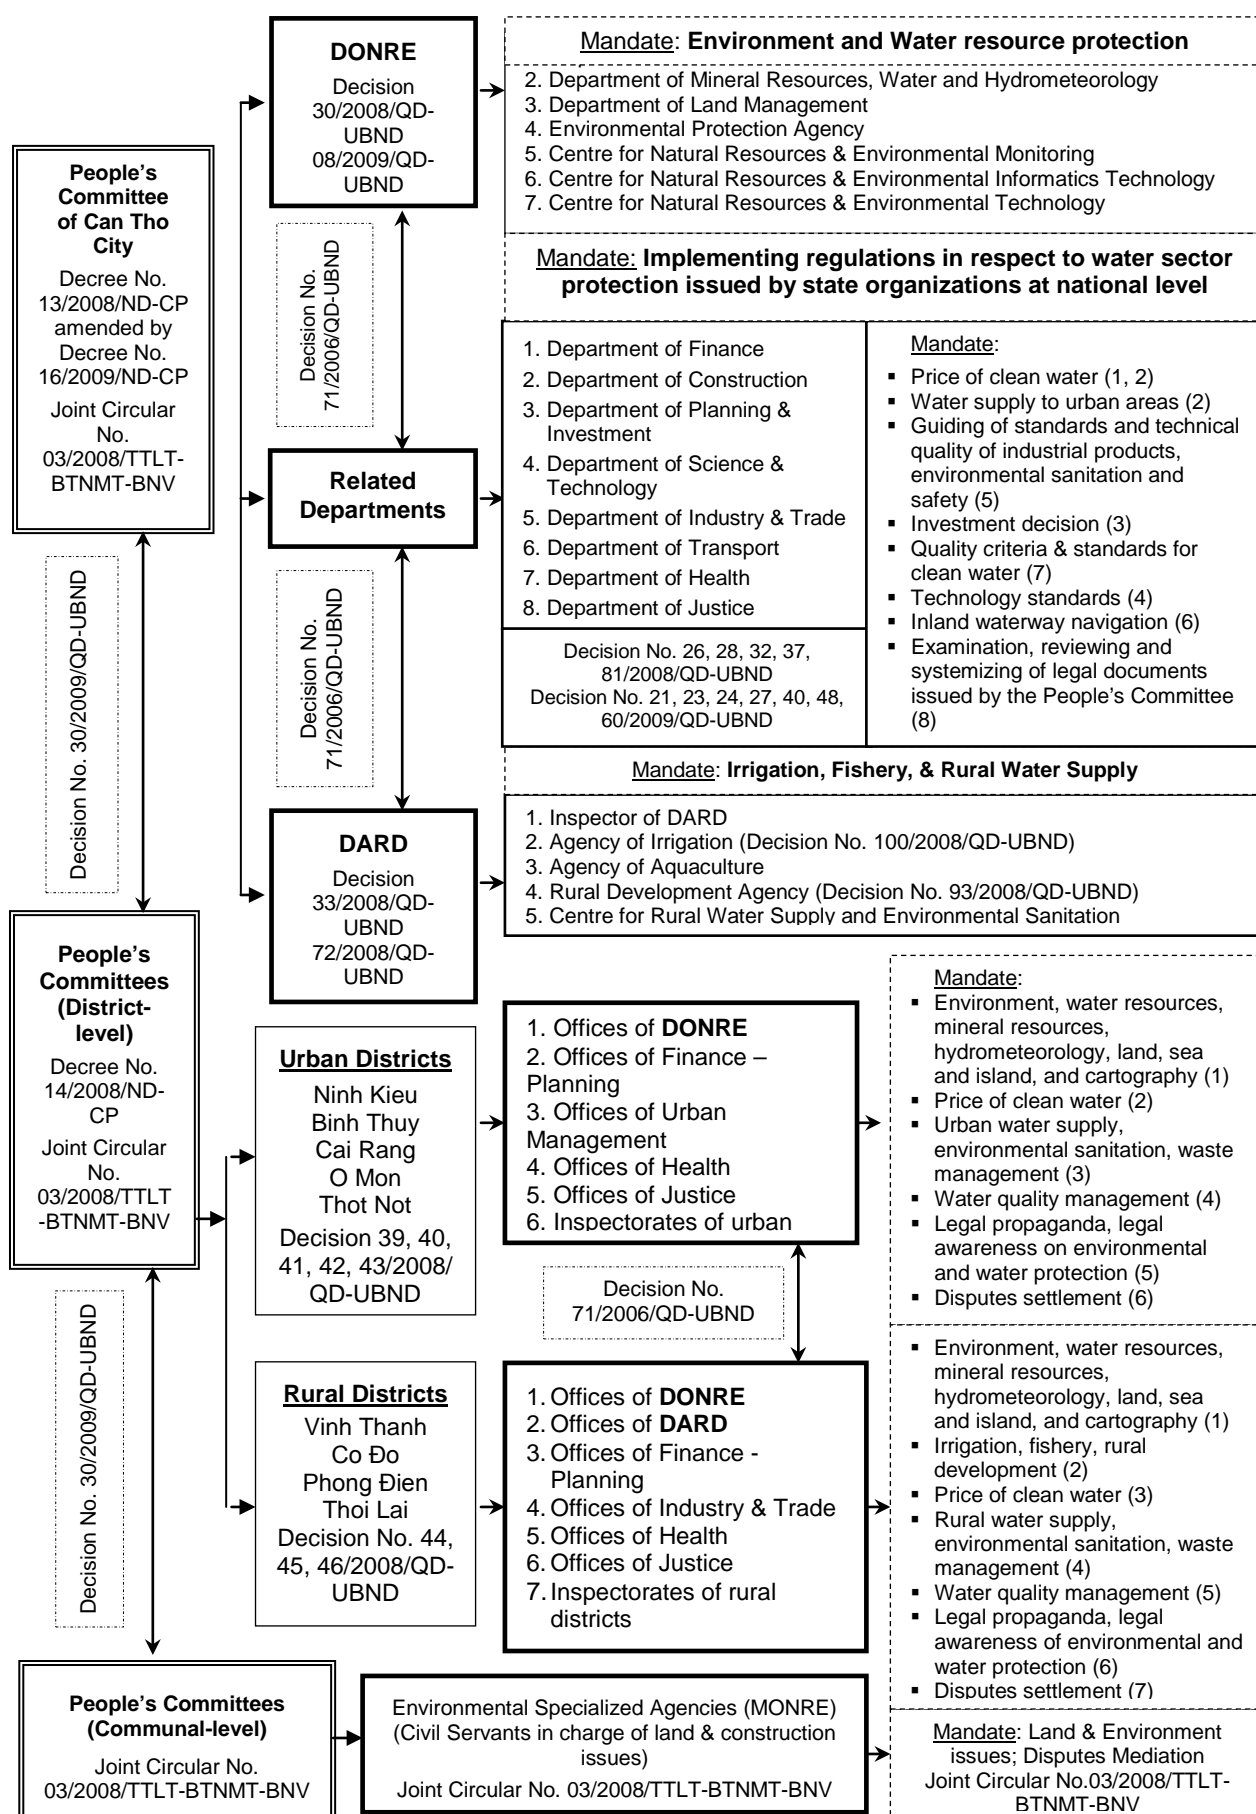 People's
Committee
of Can Tho
City
Decree No.
13/2008/ND-CP
amended by
Decree No.
16/2009/ND-CP
Joint Circular
No.
03/2008/TTLT-
BTNMT-BNV
DONRE
Decision
30/2008/QD-
UBND
08/2009/QD-
UBND
Mandate: Environment and Water resource protection
2. Department of Mineral Resources, Water and Hydrometeorology
3. Department of Land Management
4. Environmental Protection Agency
5. Centre for Natural Resources & Environmental Monitoring
6. Centre for Natural Resources & Environmental Informatics Technology
7. Centre for Natural Resources & Environmental Technology
Decision No.
71/2006/QD-UBND
Mandate: Implementing regulations in respect to water sector
protection issued by state organizations at national level
Related
Departments
1. Department of Finance
2. Department of Construction
3. Department of Planning &
Investment
4. Department of Science &
Technology
5. Department of Industry & Trade
6. Department of Transport
7. Department of Health
8. Department of Justice
Decision No. 26, 28, 32, 37,
81/2008/QD-UBND
Decision No. 21, 23, 24, 27, 40, 48,
60/2009/QD-UBND
Mandate:
▪ Price of clean water (1, 2)
▪ Water supply to urban areas (2)
▪ Guiding of standards and technical
quality of industrial products,
environmental sanitation and
safety (5)
▪ Investment decision (3)
▪ Quality criteria & standards for
clean water (7)
▪ Technology standards (4)
▪ Inland waterway navigation (6)
▪ Examination, reviewing and
systemizing of legal documents
issued by the People's Committee
(8)
Decision No. 30/2009/QD-UBND
Decision No.
71/2006/QD-UBND
DARD
Decision
33/2008/QD-
UBND
72/2008/QD-
UBND
Mandate: Irrigation, Fishery, & Rural Water Supply
1. Inspector of DARD
2. Agency of Irrigation (Decision No. 100/2008/QD-UBND)
3. Agency of Aquaculture
4. Rural Development Agency (Decision No. 93/2008/QD-UBND)
5. Centre for Rural Water Supply and Environmental Sanitation
People's
Committees
(District-
level)
Decree No.
14/2008/ND-
CP
Joint Circular
No.
03/2008/TTLT
-BTNMT-BNV
Urban Districts
Ninh Kieu
Binh Thuy
Cai Rang
O Mon
Thot Not
Decision 39, 40,
41, 42, 43/2008/
QD-UBND
1. Offices of DONRE
2. Offices of Finance –
Planning
3. Offices of Urban
Management
4. Offices of Health
5. Offices of Justice
6. Inspectorates of urban
Mandate:
▪ Environment, water resources,
mineral resources,
hydrometeorology, land, sea
and island, and cartography (1)
▪ Price of clean water (2)
▪ Urban water supply,
environmental sanitation, waste
management (3)
▪ Water quality management (4)
▪ Legal propaganda, legal
awareness on environmental
and water protection (5)
▪ Disputes settlement (6)
Decision No.
71/2006/QD-UBND
Decision No. 30/2009/QD-UBND
Rural Districts
Vinh Thanh
Co Đo
Phong Đien
Thoi Lai
Decision No. 44,
45, 46/2008/QD-
UBND
1. Offices of DONRE
2. Offices of DARD
3. Offices of Finance -
Planning
4. Offices of Industry & Trade
5. Offices of Health
6. Offices of Justice
7. Inspectorates of rural
districts
▪ Environment, water resources,
mineral resources,
hydrometeorology, land, sea
and island, and cartography (1)
▪ Irrigation, fishery, rural
development (2)
▪ Price of clean water (3)
▪ Rural water supply,
environmental sanitation, waste
management (4)
▪ Water quality management (5)
▪ Legal propaganda, legal
awareness of environmental and
water protection (6)
▪ Disputes settlement (7)
People's Committees
(Communal-level)
Joint Circular No.
03/2008/TTLT-BTNMT-BNV
Environmental Specialized Agencies (MONRE)
(Civil Servants in charge of land & construction
issues)
Joint Circular No. 03/2008/TTLT-BTNMT-BNV
Mandate: Land & Environment
issues; Disputes Mediation
Joint Circular No.03/2008/TTLT-
BTNMT-BNV